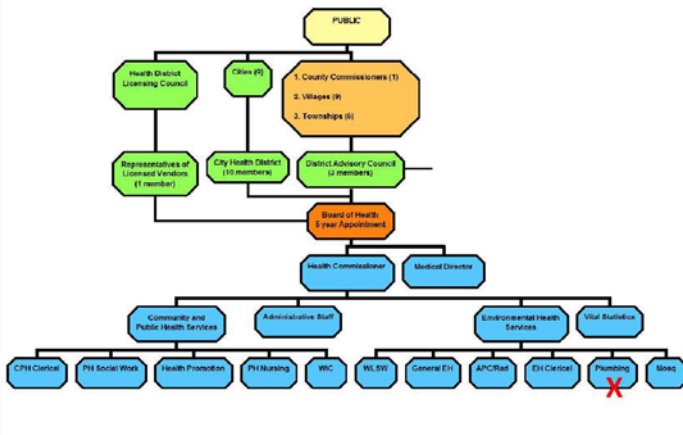 PUBLIC
Health District
Licensing Council
Cities (9)
1. County Commissioners (1)
2. Villages (9)
3. Townships (5)
Representatives of
Licensed Vendors
(1 member)
City Health District
(10 members)
District Advisory Council
(3 members)
Board of Health
5 year Appointment
Health Commissioner
Medical Director
Community and
Public Health Services
Administrative Staff
Environmental Health
Services
Vital Statistics
CPH Clerical
PH Social Work
Health Promotion
PH Nursing
WIC
WLSW
General EH
APC/Rad
EH Clerical
Plumbing
Mosq
X